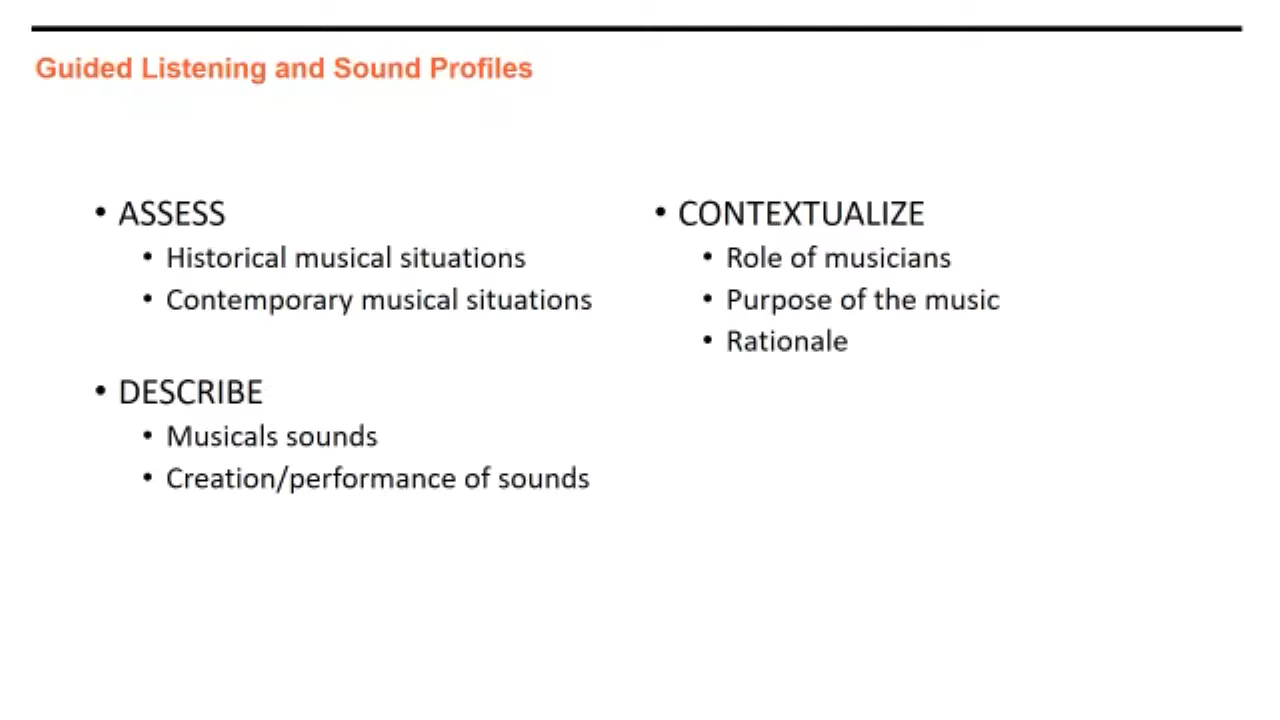 Guided Listening and Sound Profiles
• ASSESS
• Historical musical situations
• Contemporary musical situations
• DESCRIBE
• Musicals sounds
• Creation/performance of sounds
• CONTEXTUALIZE
• Role of musicians
• Purpose of the music
• Rationale